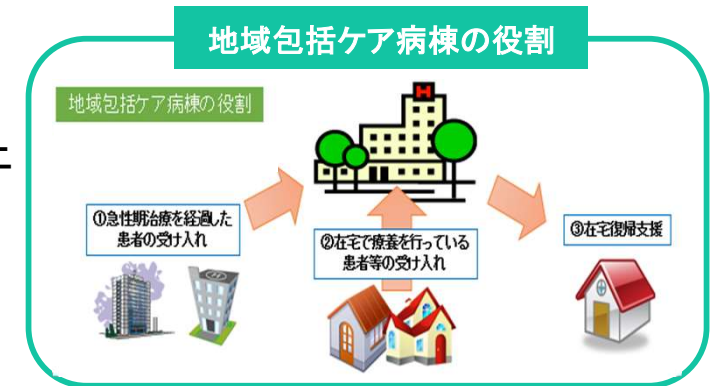 地域包括ケア病棟の役割
地域包括ケア病棟の役割
H
①急性期治療を経過した
患者の受け入れ
②在宅で療養を行っている
患者等の受け入れ
③在宅復帰支援